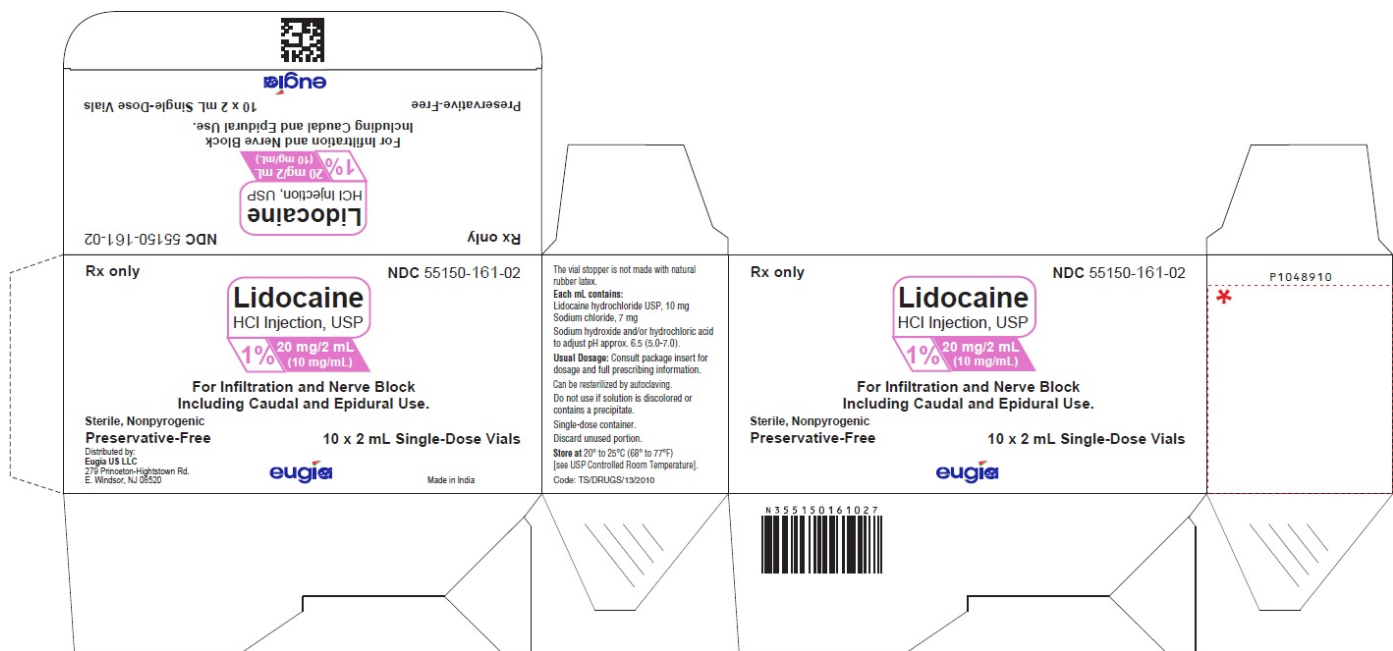 eugia
Preservative-Free 10 x 2 mL Single-Dose Vials
For Infiltration and Nerve Block
Including Caudal and Epidural Use.
1% 20 mg/2 mL
(10 mg/mL)
Lidocaine
HCl Injection, USP
Rx only NDC 55150-161-02
Rx only NDC 55150-161-02
Lidocaine
HCl Injection, USP
1% 20 mg/2 mL
(10 mg/mL)
For Infiltration and Nerve Block
Including Caudal and Epidural Use.
Sterile, Nonpyrogenic
Preservative-Free 10 x 2 mL Single-Dose Vials
Distributed by:
Eugia US LLC
279 Princeton-Hightstown Rd.
E. Windsor, NJ 08520
eugia
Made in India
The vial stopper is not made with natural
rubber latex.
Each mL contains:
Lidocaine hydrochloride USP, 10 mg
Sodium chloride, 7 mg
Sodium hydroxide and/or hydrochloric acid
to adjust pH approx. 6.5 (5.0-7.0).
Usual Dosage: Consult package insert for
dosage and full prescribing information.
Can be resterilized by autoclaving.
Do not use if solution is discolored or
contains a precipitate.
Single-dose container.
Discard unused portion.
Store at 20° to 25°C (68° to 77°F)
[see USP Controlled Room Temperature].
Code: TS/DRUGS/13/2010
Rx only NDC 55150-161-02
Lidocaine
HCl Injection, USP
1% 20 mg/2 mL
(10 mg/mL)
For Infiltration and Nerve Block
Including Caudal and Epidural Use.
Sterile, Nonpyrogenic
Preservative-Free 10 x 2 mL Single-Dose Vials
eugia
P1048910
*
N355150161027